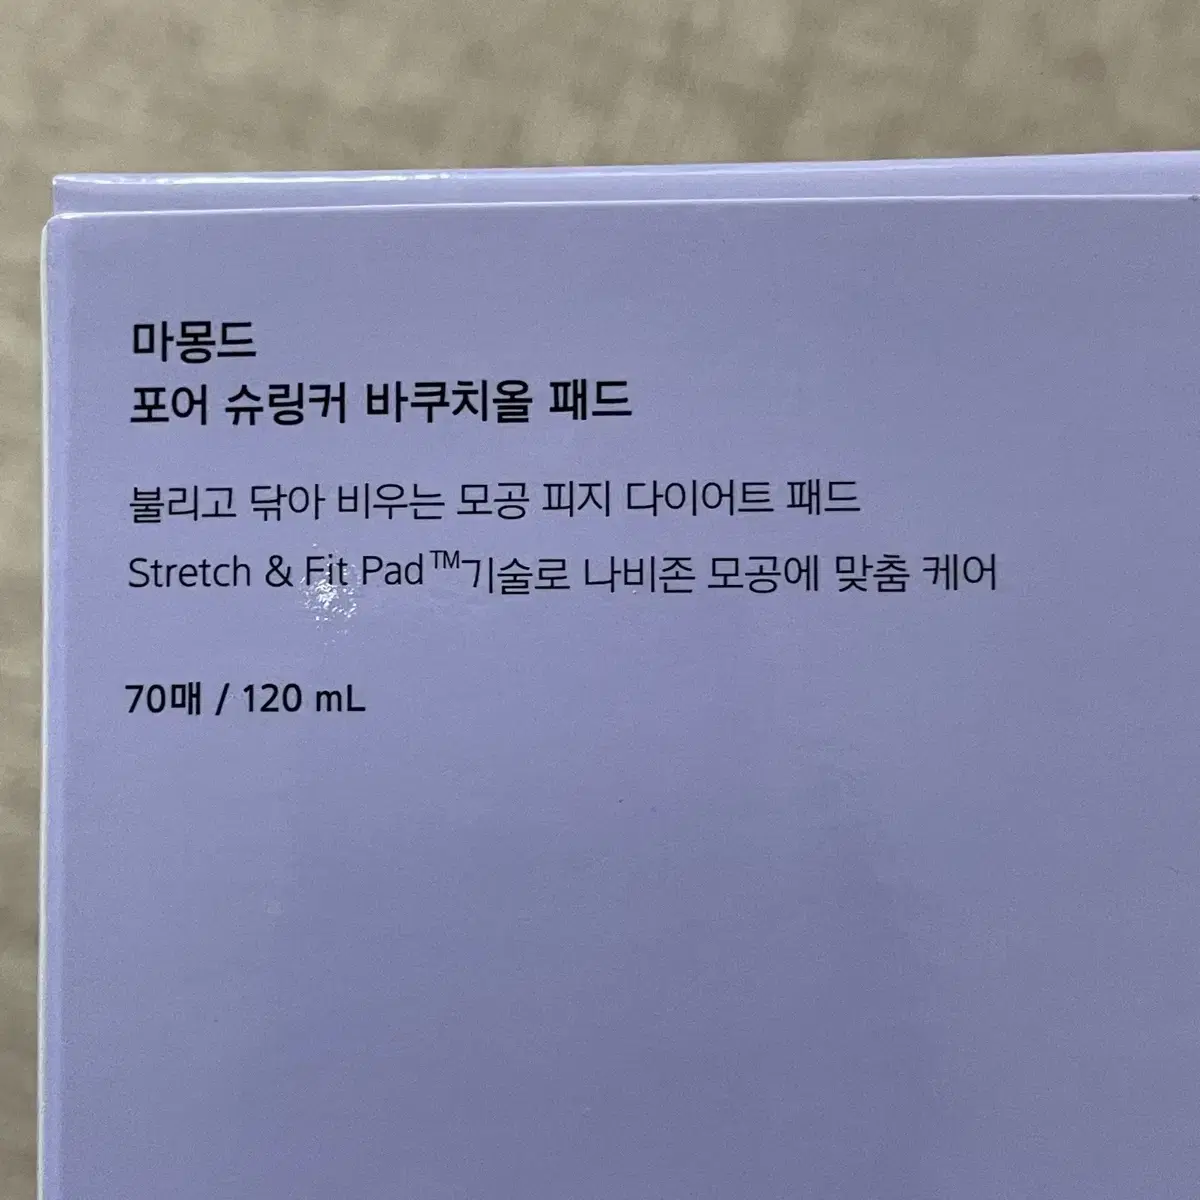 마몽드
포어 슈링커 바쿠치올 패드
불리고 닦아 비우는 모공 피지 다이어트 패드
Stretch & Fit Pad™기술로 나비존 모공에 맞춤 케어
70매 / 120 mL